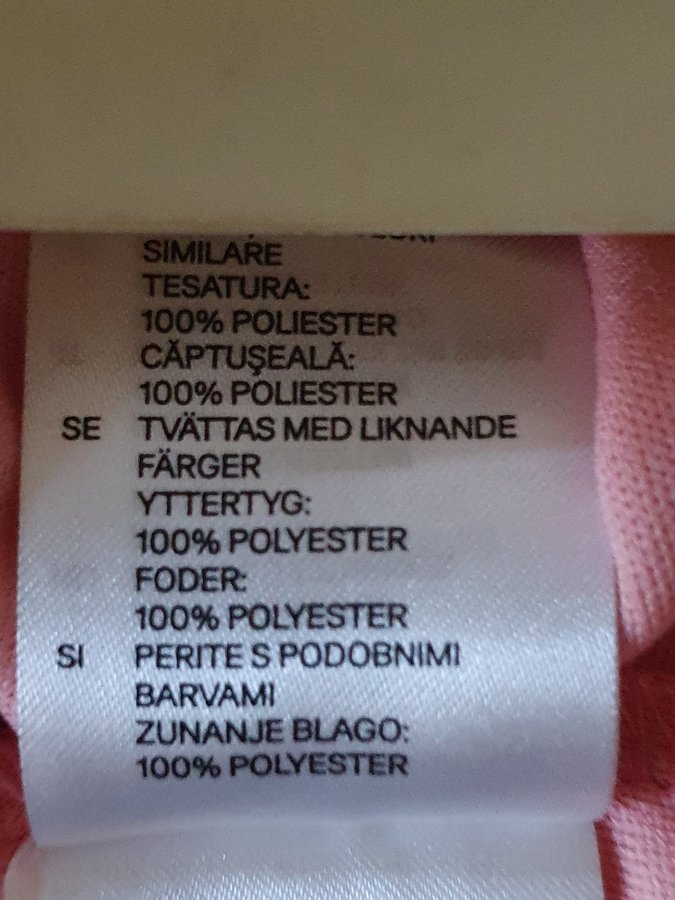 SIMILARE
TESATURA:
100% POLIESTER
CĂPTUŞEALĂ:
100% POLIESTER
SE TVÄTTAS MED LIKNANDE
FÄRGER
YTTERTYG:
100% POLYESTER
FODER:
100% POLYESTER
SI PERITE S PODOBNIMI
BARVAMI
ZUNANJE BLAGO:
100% POLYESTER